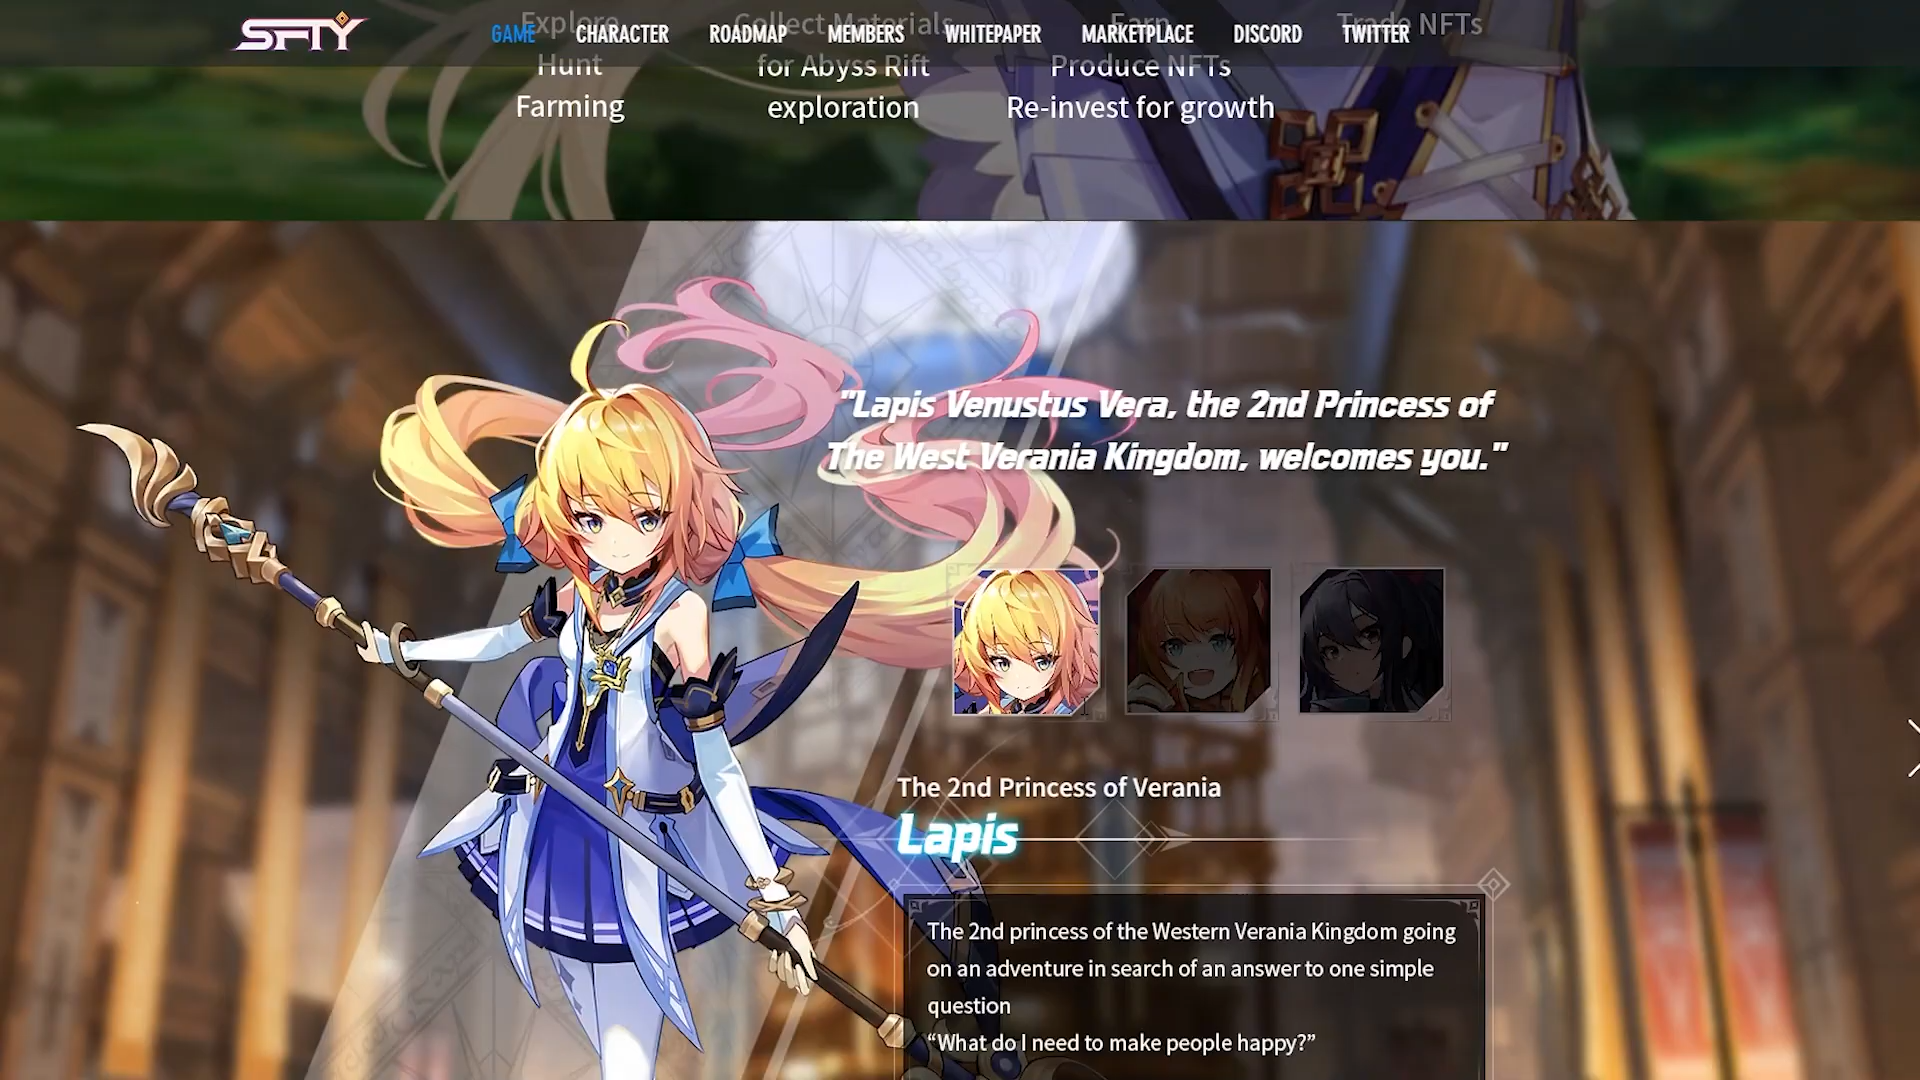 SFTY
GAME CHARACTER ROADMAP MEMBERS WHITEPAPER MARKETPLACE DISCORD TWITTER
Explore
Hunt
Farming
Collect Materials
for Abyss Rift
exploration
Earn
Produce NFTs
Re-invest for growth
Trade NFTs
"Lapis Venustus Vera, the 2nd Princess of
The West Verania Kingdom, welcomes you."
The 2nd Princess of Verania
Lapis
The 2nd princess of the Western Verania Kingdom going
on an adventure in search of an answer to one simple
question
“What do I need to make people happy?”